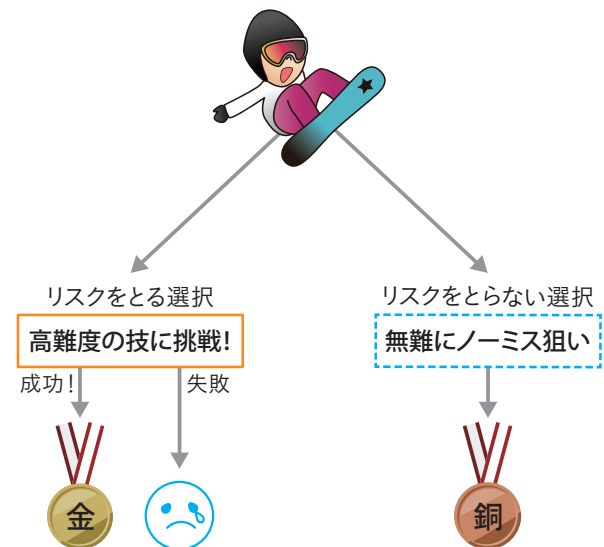 リスクをとる選択
高難度の技に挑戦!
成功!
失敗
金
リスクをとらない選択
無難にノーミス狙い
銅